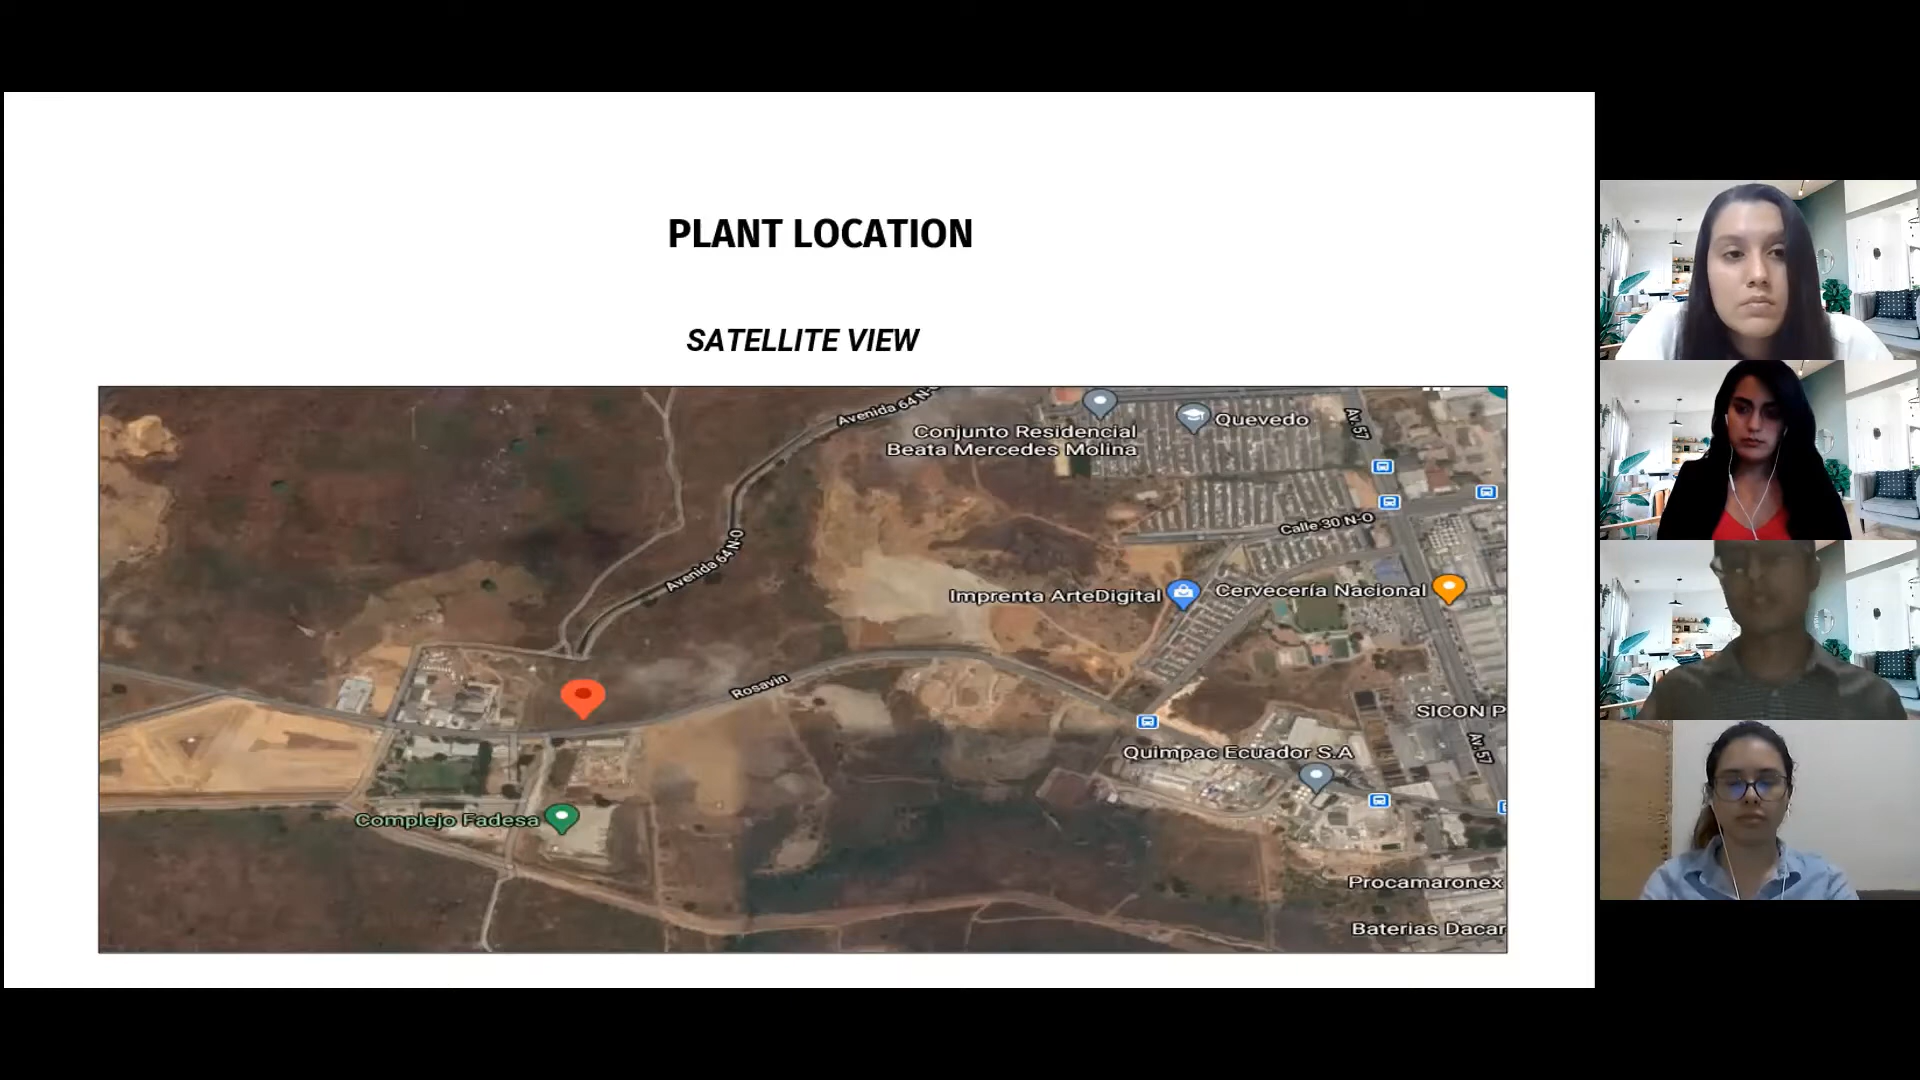 PLANT LOCATION
SATELLITE VIEW
Avenida 64 N-O
Conjunto Residencial
Beata Mercedes Molina
Quevedo
Av. 57
Calle 30 N-O
Avenida 64 N-O
Imprenta ArteDigital
Cervecería Nacional
Rosavin
SICON P
Av. 57
Quimpac Ecuador S.A
Complejo Fadesa
Procamaronex
Baterias Dacar